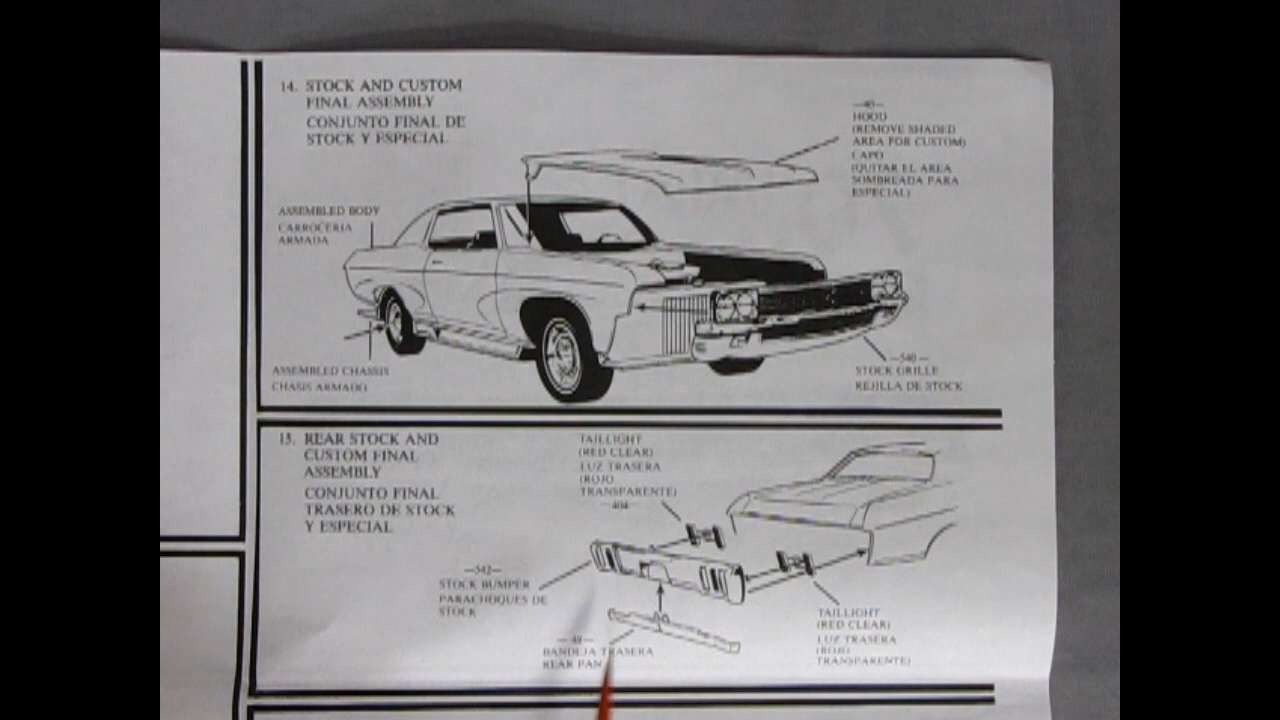 14. STOCK AND CUSTOM
FINAL ASSEMBLY
CONJUNTO FINAL DE
STOCK Y ESPECIAL
—40—
HOOD
(REMOVE SHADED
AREA FOR CUSTOM)
CAPO
(QUITAR EL AREA
SOMBREADA PARA
ESPECIAL)
ASSEMBLED BODY
CARROCERIA
ARMADA
ASSEMBLED CHASSIS
CHASIS ARMADO
—540—
STOCK GRILLE
REJILLA DE STOCK
15. REAR STOCK AND
CUSTOM FINAL
ASSEMBLY
CONJUNTO FINAL
TRASERO DE STOCK
Y ESPECIAL
TAILLIGHT
(RED CLEAR)
LUZ TRASERA
(ROJO
TRANSPARENTE)
—404—
—542—
STOCK BUMPER
PARACHOQUES DE
STOCK
—49—
BANDEJA TRASERA
REAR PAN
TAILLIGHT
(RED CLEAR)
LUZ TRASERA
(ROJO
TRANSPARENTE)